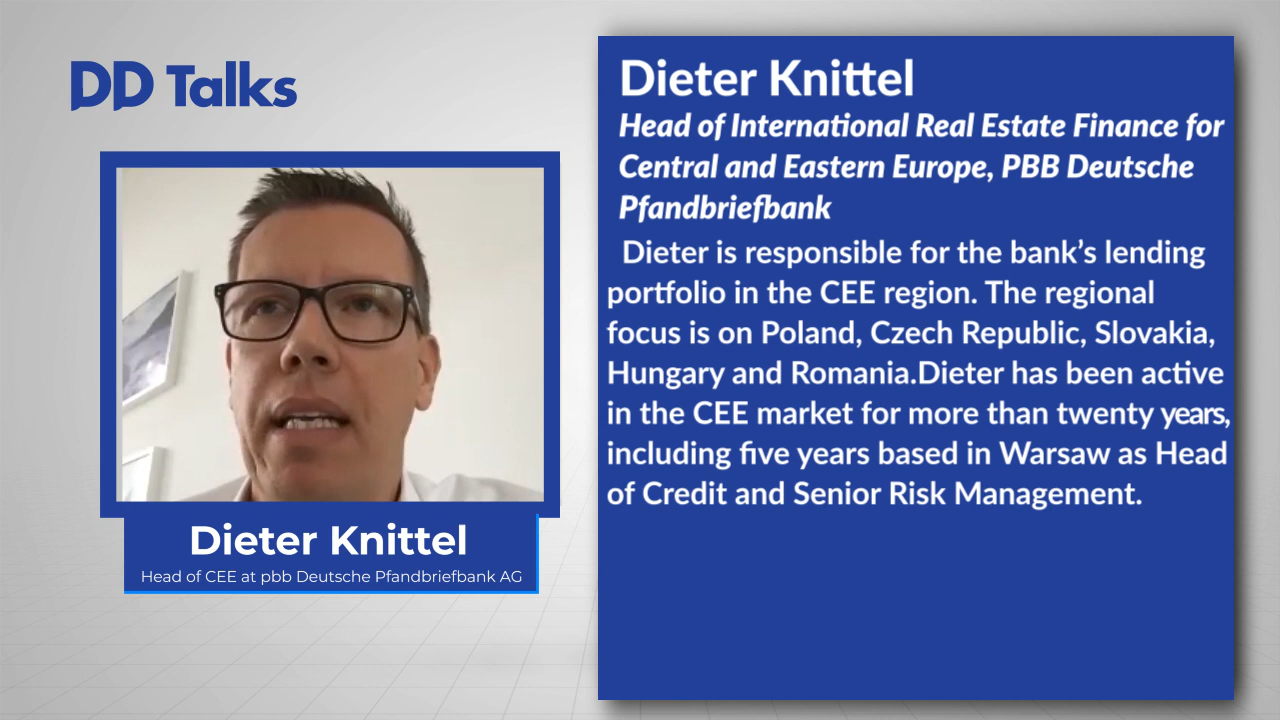 DD Talks
Dieter Knittel
Head of CEE at pbb Deutsche Pfandbriefbank AG
Dieter Knittel
Head of International Real Estate Finance for
Central and Eastern Europe, PBB Deutsche
Pfandbriefbank
Dieter is responsible for the bank’s lending
portfolio in the CEE region. The regional
focus is on Poland, Czech Republic, Slovakia,
Hungary and Romania.Dieter has been active
in the CEE market for more than twenty years,
including five years based in Warsaw as Head
of Credit and Senior Risk Management.